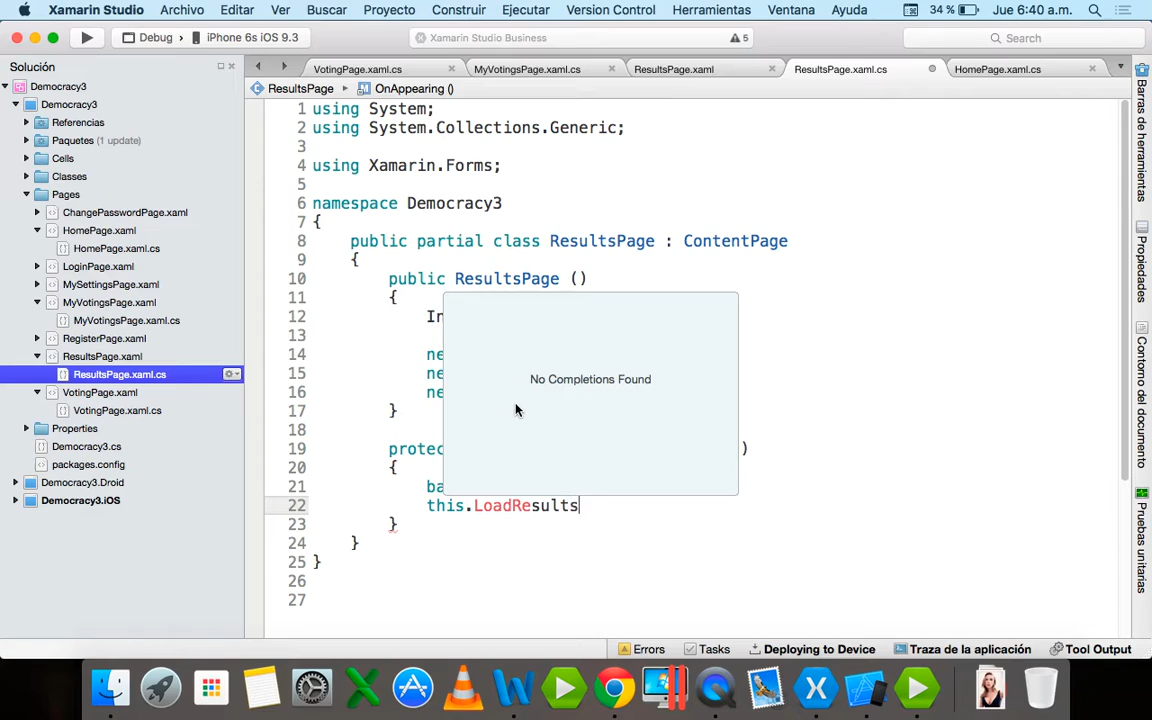 Xamarin Studio Archivo Editar Ver Buscar Proyecto Construir Ejecutar Version Control Herramientas Ventana Ayuda 34 % Jue 6:40 a.m.
Debug iPhone 6s iOS 9.3 Xamarin Studio Business 5 Search
Solución
Democracy3
Democracy3
Referencias
Paquetes (1 update)
Cells
Classes
Pages
ChangePasswordPage.xaml
HomePage.xaml
HomePage.xaml.cs
LoginPage.xaml
MySettingsPage.xaml
MyVotingsPage.xaml
MyVotingsPage.xaml.cs
RegisterPage.xaml
ResultsPage.xaml
ResultsPage.xaml.cs
VotingPage.xaml
VotingPage.xaml.cs
Properties
Democracy3.cs
packages.config
Democracy3.Droid
Democracy3.iOS
VotingPage.xaml.cs MyVotingsPage.xaml.cs ResultsPage.xaml ResultsPage.xaml.cs HomePage.xaml.cs
ResultsPage OnAppearing ()
1 using System;
2 using System.Collections.Generic;
3
4 using Xamarin.Forms;
5
6 namespace Democracy3
7 {
8 public partial class ResultsPage : ContentPage
9 {
10 public ResultsPage ()
11 {
12 In
13
14 ne
15 ne
16 ne
17 }
18
19 protec )
20 {
21 ba
22 this.LoadResults
23 }
24 }
25 }
26
27
No Completions Found
Barras de herramientas
Propiedades
Contorno del documento
Pruebas unitarias
Errors Tasks Deploying to Device Traza de la aplicación Tool Output